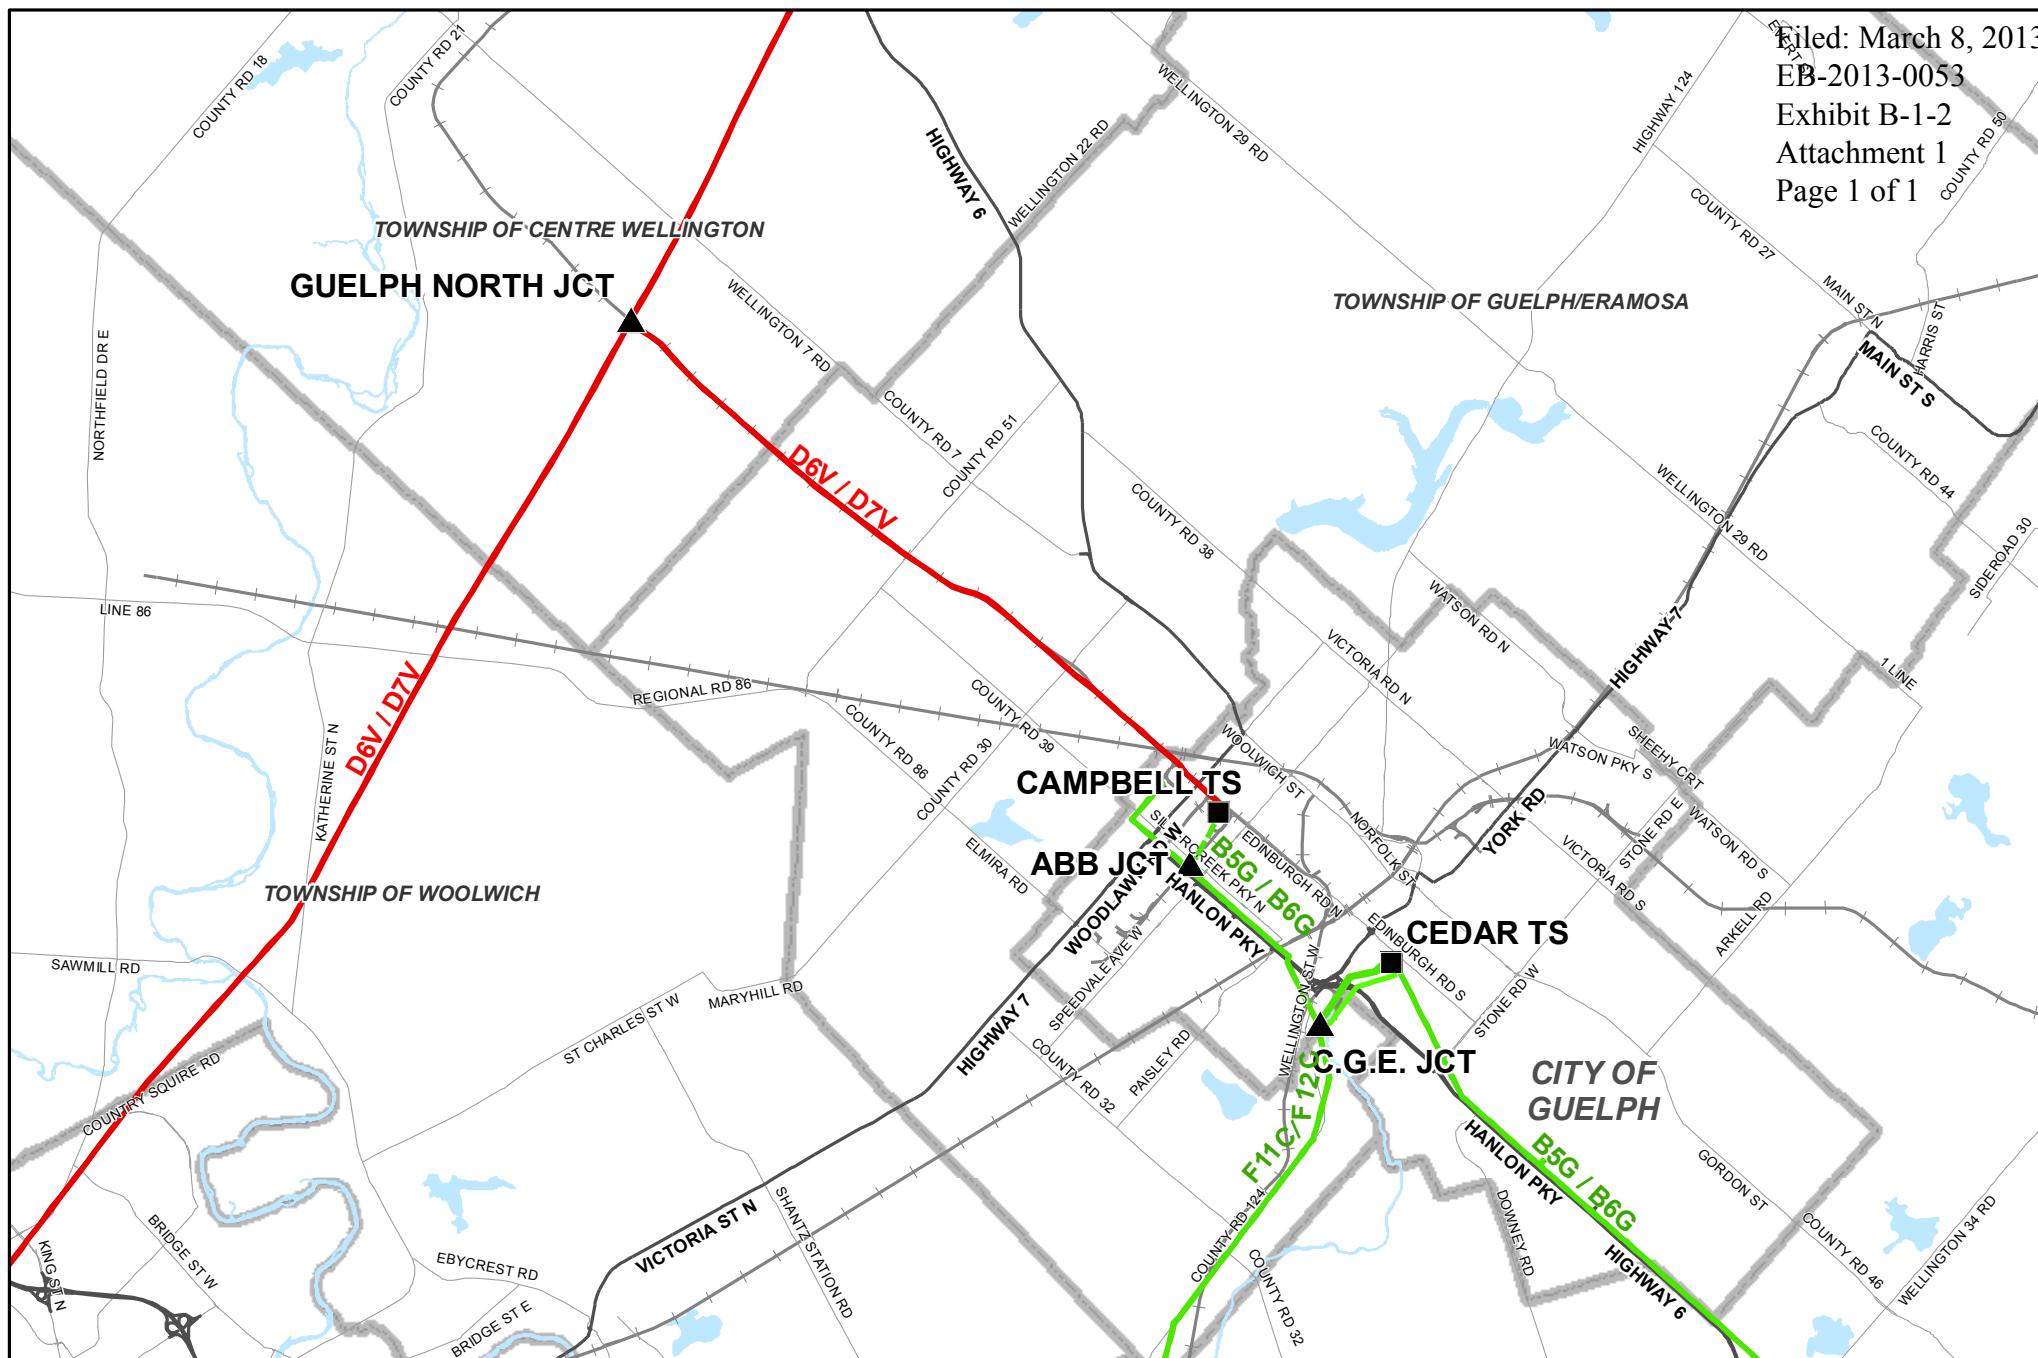 Filed: March 8, 2013
EB-2013-0053
Exhibit B-1-2
Attachment 1
Page 1 of 1
COUNTY RD 18
COUNTY RD 21
HIGHWAY 6
WELLINGTON 22 RD
WELLINGTON 29 RD
HIGHWAY 124
COUNTY RD 50
COUNTY RD 27
TOWNSHIP OF CENTRE WELLINGTON
GUELPH NORTH JCT
TOWNSHIP OF GUELPH/ERAMOSA
MAIN ST N
HARRIS ST
MAIN ST S
NORTHFIELD DR E
WELLINGTON 7 RD
COUNTY RD 7
COUNTY RD 51
D6V / D7V
COUNTY RD 44
COUNTY RD 38
WELLINGTON 29 RD
SIDEROAD 30
LINE 86
WATSON RD N
VICTORIA RD N
HIGHWAY 7
1 LINE
D6V / D7V
KATHERINE ST N
REGIONAL RD 86
COUNTY RD 86
COUNTY RD 39
COUNTY RD 30
WOOLWICH ST
WATSON PKY S
SHEEHY CRT
CAMPBELL TS
NORFOLK ST
YORK RD
STONE RD E
WATSON RD S
VICTORIA RD S
ELMIRA RD
ABB JCT
SILVERCREEK PKY N
EDINBURGH RD N
B5G / B6G
TOWNSHIP OF WOOLWICH
HANLON PKY
SPEEDVALE AVE W
CEDAR TS
EDINBURGH RD S
ARKELL RD
SAWMILL RD
MARYHILL RD
ST CHARLES ST W
HIGHWAY 7
WELLINGTON ST W
STONE RD W
COUNTY RD 32
PAISLEY RD
C.G.E. JCT
CITY OF
GUELPH
COUNTRY SQUIRE RD
F11C/F12C
HANLON PKY
B5G / B6G
GORDON ST
COUNTY RD 46
WELLINGTON 34 RD
DOWNEY RD
HIGHWAY 6
COUNTY RD 124
COUNTY RD 32
SHANTZ STATION RD
VICTORIA ST N
EBYCREST RD
BRIDGE ST W
BRIDGE ST E
KING ST N